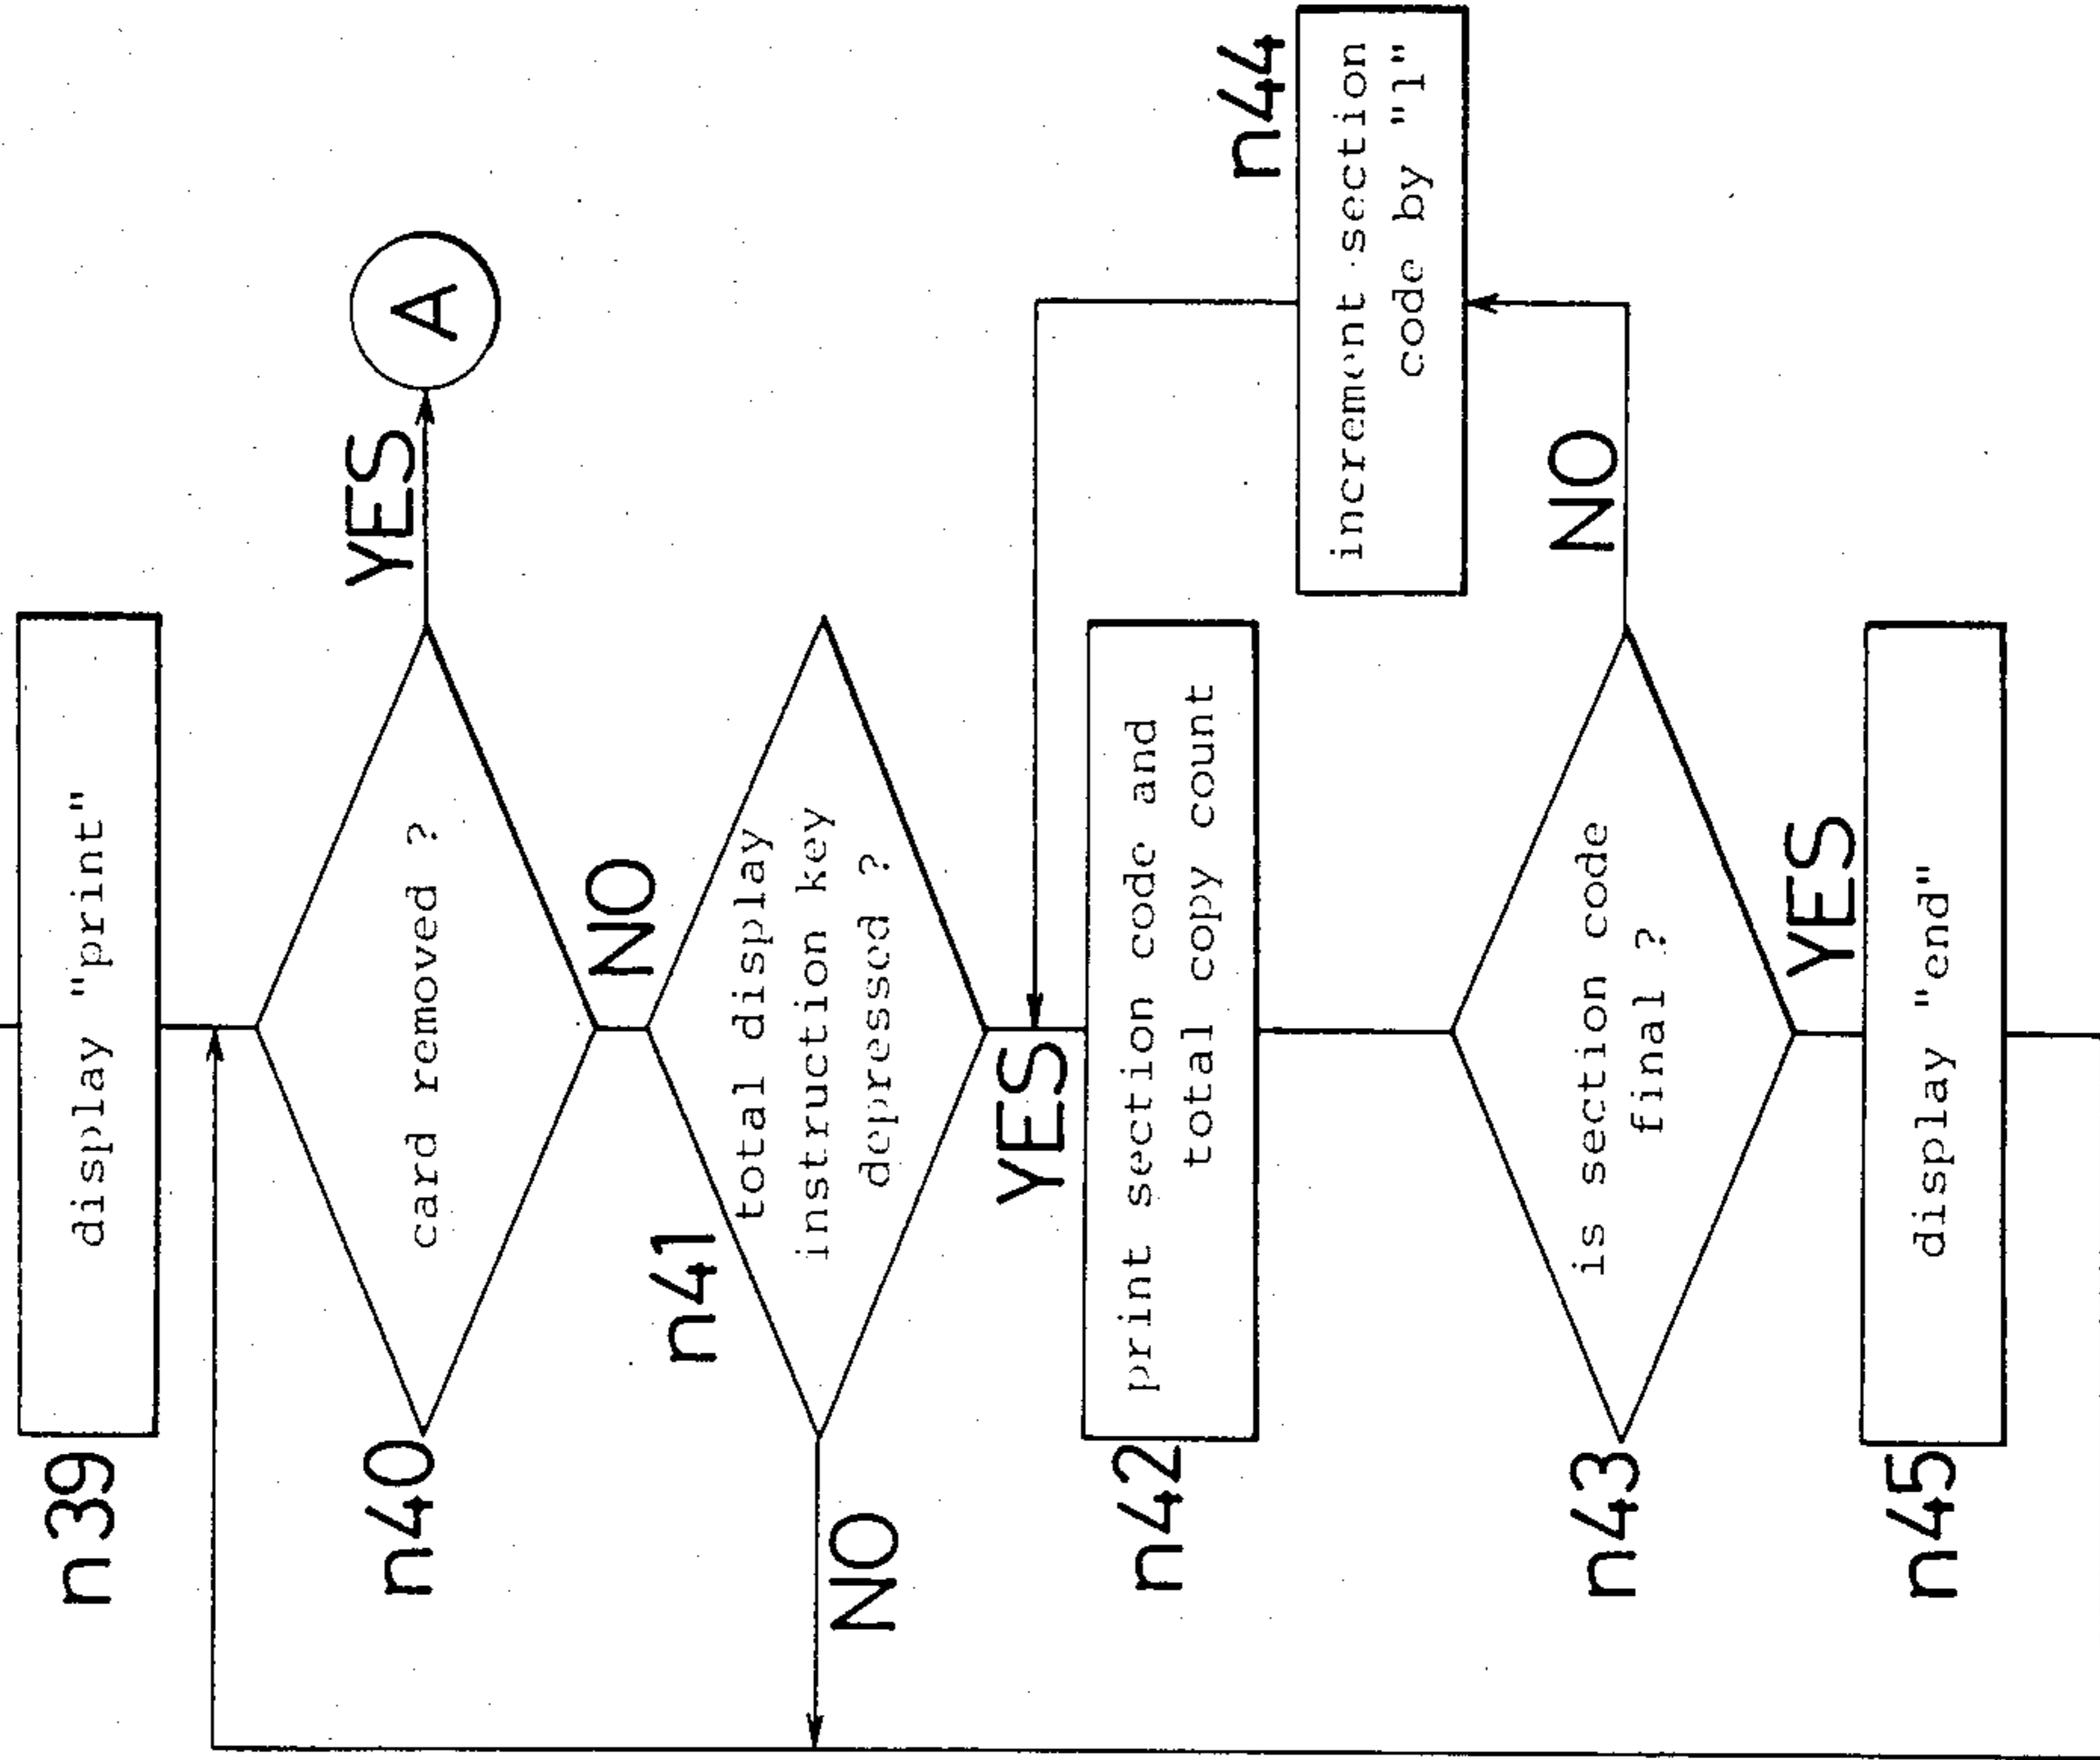 n39
display "print"
n40
card removed ?
YES
A
NO
n41
total display
instruction key
depressed ?
NO
YES
n42
print section code and
total copy count
n44
increment section
code by "1"
n43
is section code
final ?
NO
YES
n45
display "end"